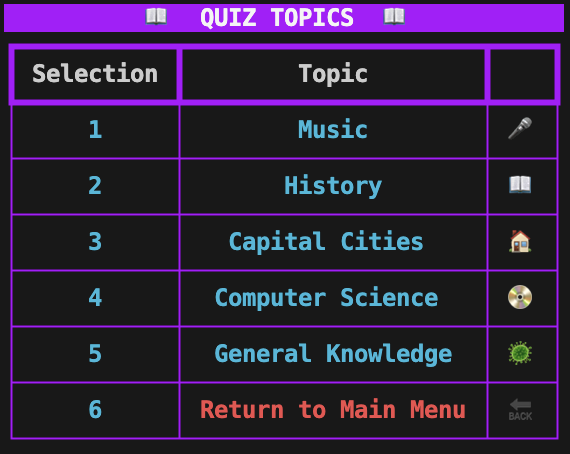 QUIZ TOPICS
Selection Topic
1 Music
2 History
3 Capital Cities
4 Computer Science
5 General Knowledge
6 Return to Main Menu BACK